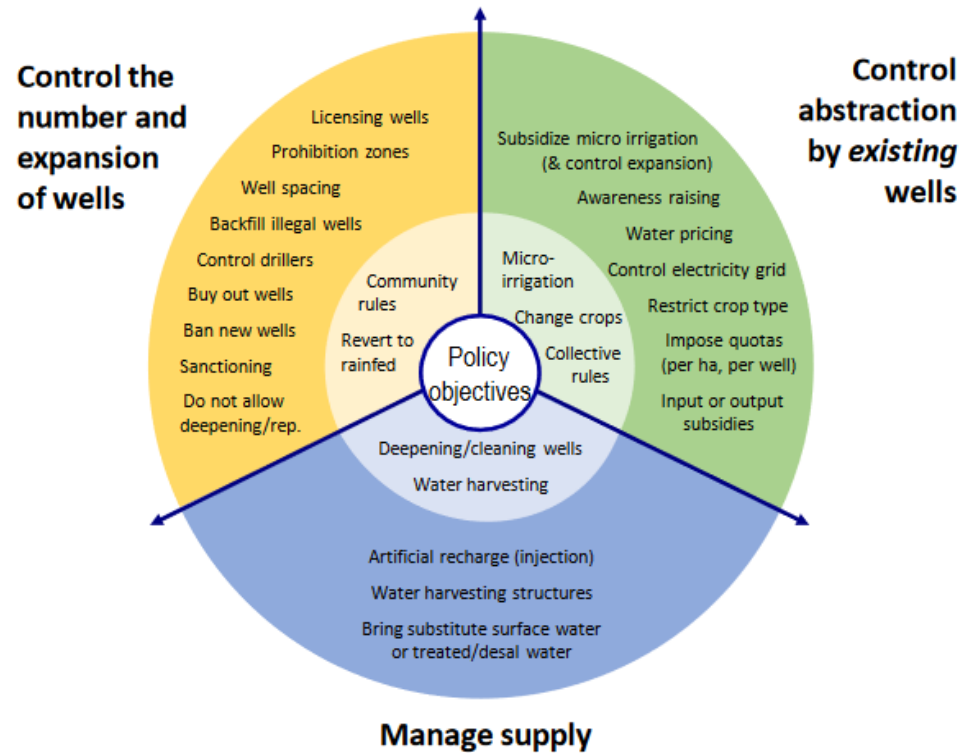 Control the
number and
expansion
of wells
Control
abstraction
by existing
wells
Licensing wells
Prohibition zones
Well spacing
Backfill illegal wells
Control drillers
Buy out wells
Ban new wells
Sanctioning
Do not allow
deepening/rep.
Community
rules
Revert to
rainfed
Subsidize micro irrigation
(& control expansion)
Awareness raising
Water pricing
Control electricity grid
Restrict crop type
Impose quotas
(per ha, per well)
Input or output
subsidies
Micro-
irrigation
Change crops
Collective
rules
Policy
objectives
Deepening/cleaning wells
Water harvesting
Artificial recharge (injection)
Water harvesting structures
Bring substitute surface water
or treated/desal water
Manage supply